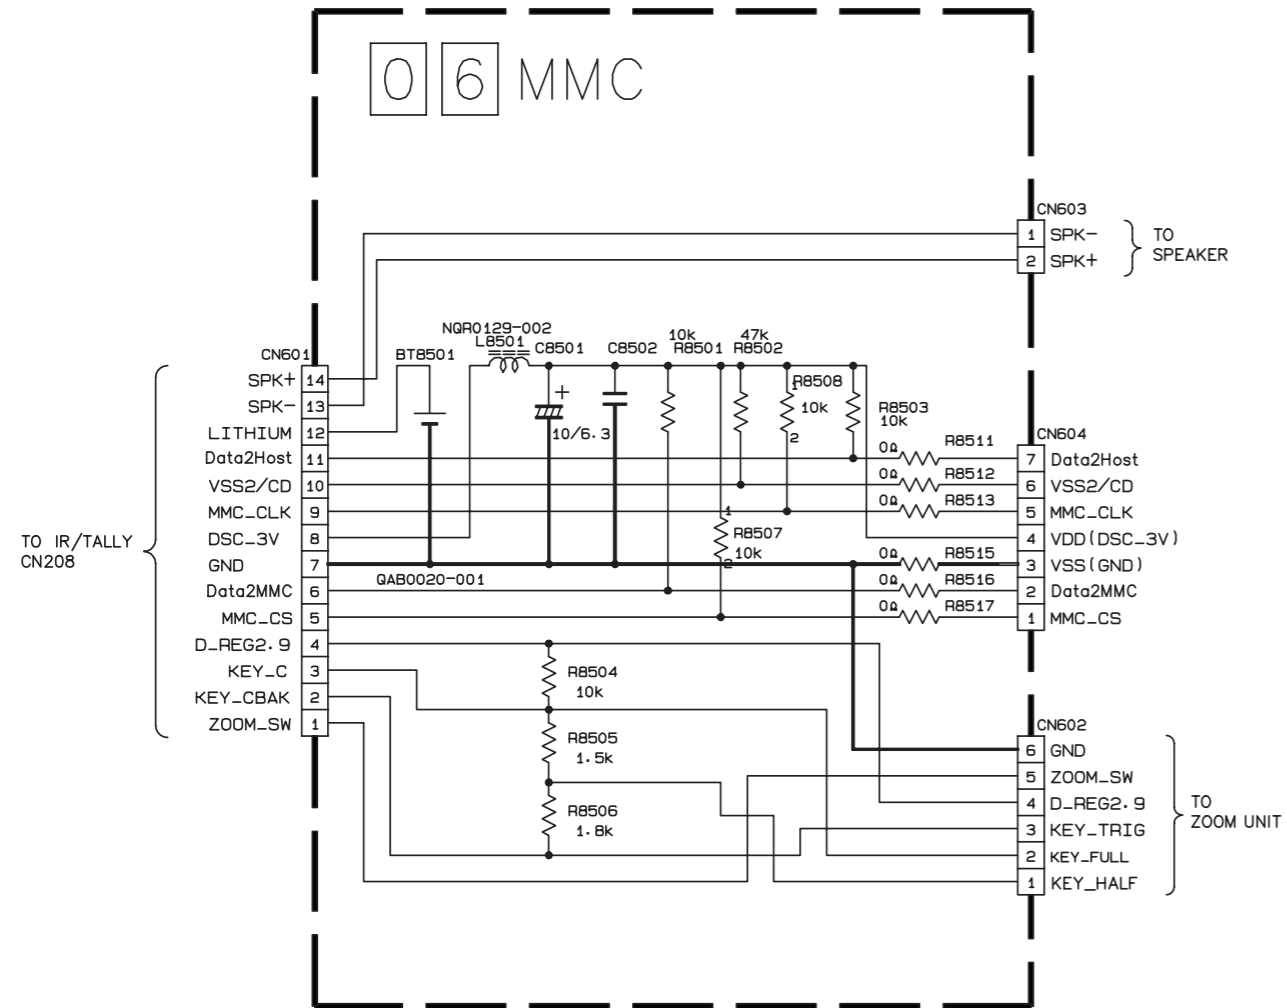 06 MMC
CN603
1 SPK-
2 SPK+
TO
SPEAKER
NQR0129-002
L8501
BT8501
C8501
10/6.3
C8502
10k
R8501
47k
R8502
1
R8508
10k
2
R8503
10k
CN601
SPK+ 14
SPK- 13
LITHIUM 12
Data2Host 11
VSS2/CD 10
MMC_CLK 9
DSC_3V 8
GND 7
Data2MMC 6
MMC_CS 5
D_REG2.9 4
KEY_C 3
KEY_CBAK 2
ZOOM_SW 1
TO IR/TALLY
CN208
QAB0020-001
1
R8507
10k
2
0Ω R8511
0Ω R8512
0Ω R8513
0Ω R8515
0Ω R8516
0Ω R8517
CN604
7 Data2Host
6 VSS2/CD
5 MMC_CLK
4 VDD(DSC_3V)
3 VSS(GND)
2 Data2MMC
1 MMC_CS
R8504
10k
R8505
1.5k
R8506
1.8k
CN602
6 GND
5 ZOOM_SW
4 D_REG2.9
3 KEY_TRIG
2 KEY_FULL
1 KEY_HALF
TO
ZOOM UNIT